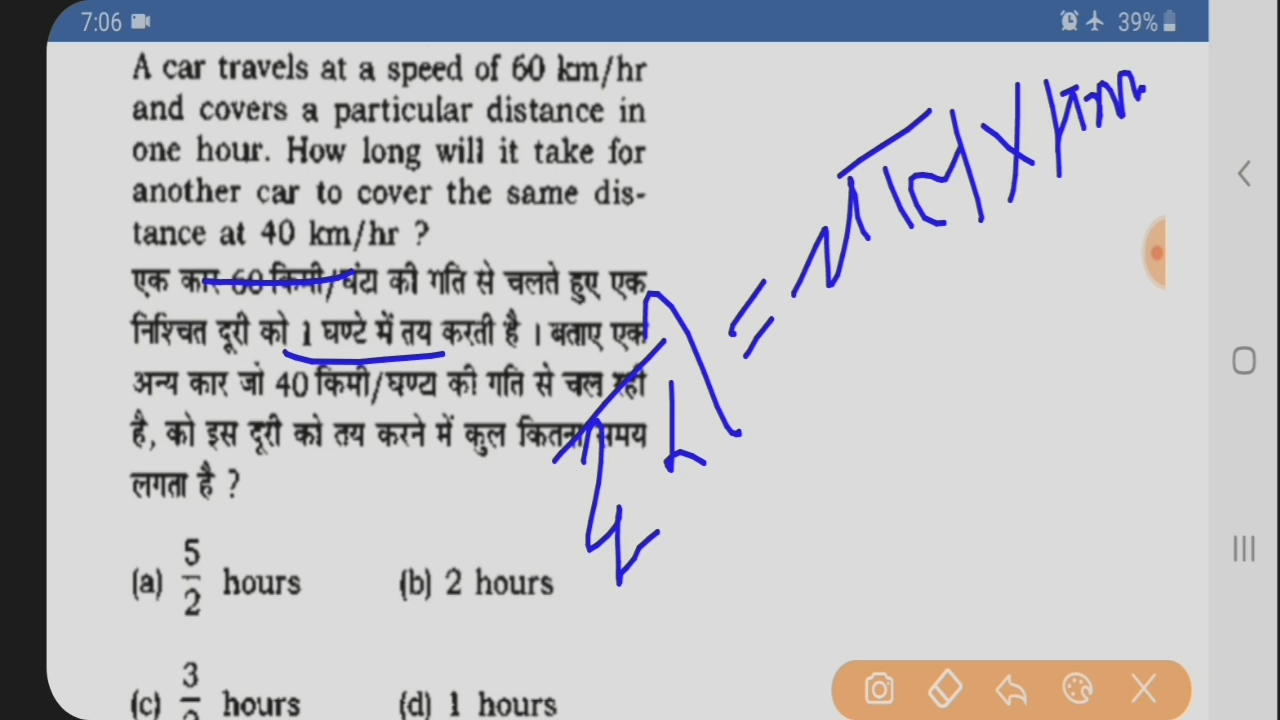 7:06
39%
A car travels at a speed of 60 km/hr
and covers a particular distance in
one hour. How long will it take for
another car to cover the same dis-
tance at 40 km/hr ?
एक कार 60 किमी/घंटा की गति से चलते हुए एक
निश्चित दूरी को 1 घण्टे में तय करती है । बताए एक
अन्य कार जो 40 किमी/घण्टा की गति से चल रही
है, को इस दूरी को तय करने में कुल कितना समय
लगता है ?
(a) 5/2 hours (b) 2 hours
(c) 3/2 hours (d) 1 hours